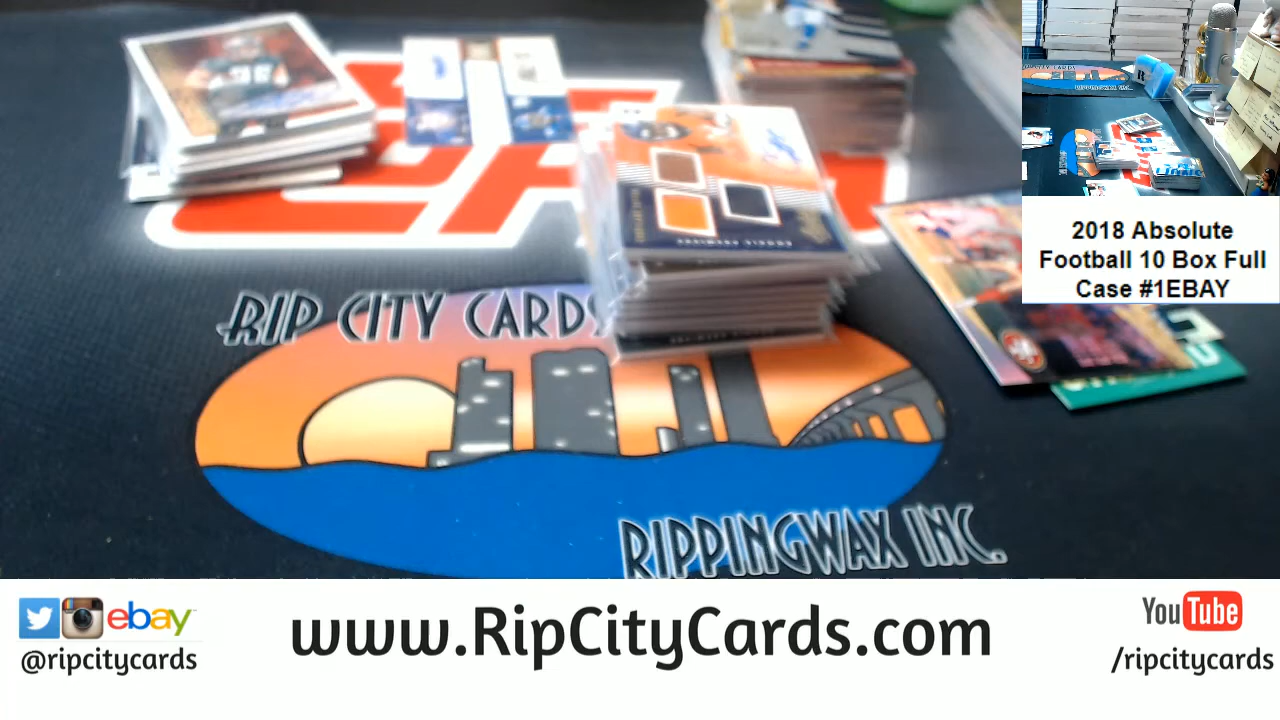 2018 Absolute
Football 10 Box Full
Case #1EBAY
RIP CITY CARDS
RIPPINGWAX INC.
ebay
www.RipCityCards.com
YouTube
@ripcitycards
/ripcitycards